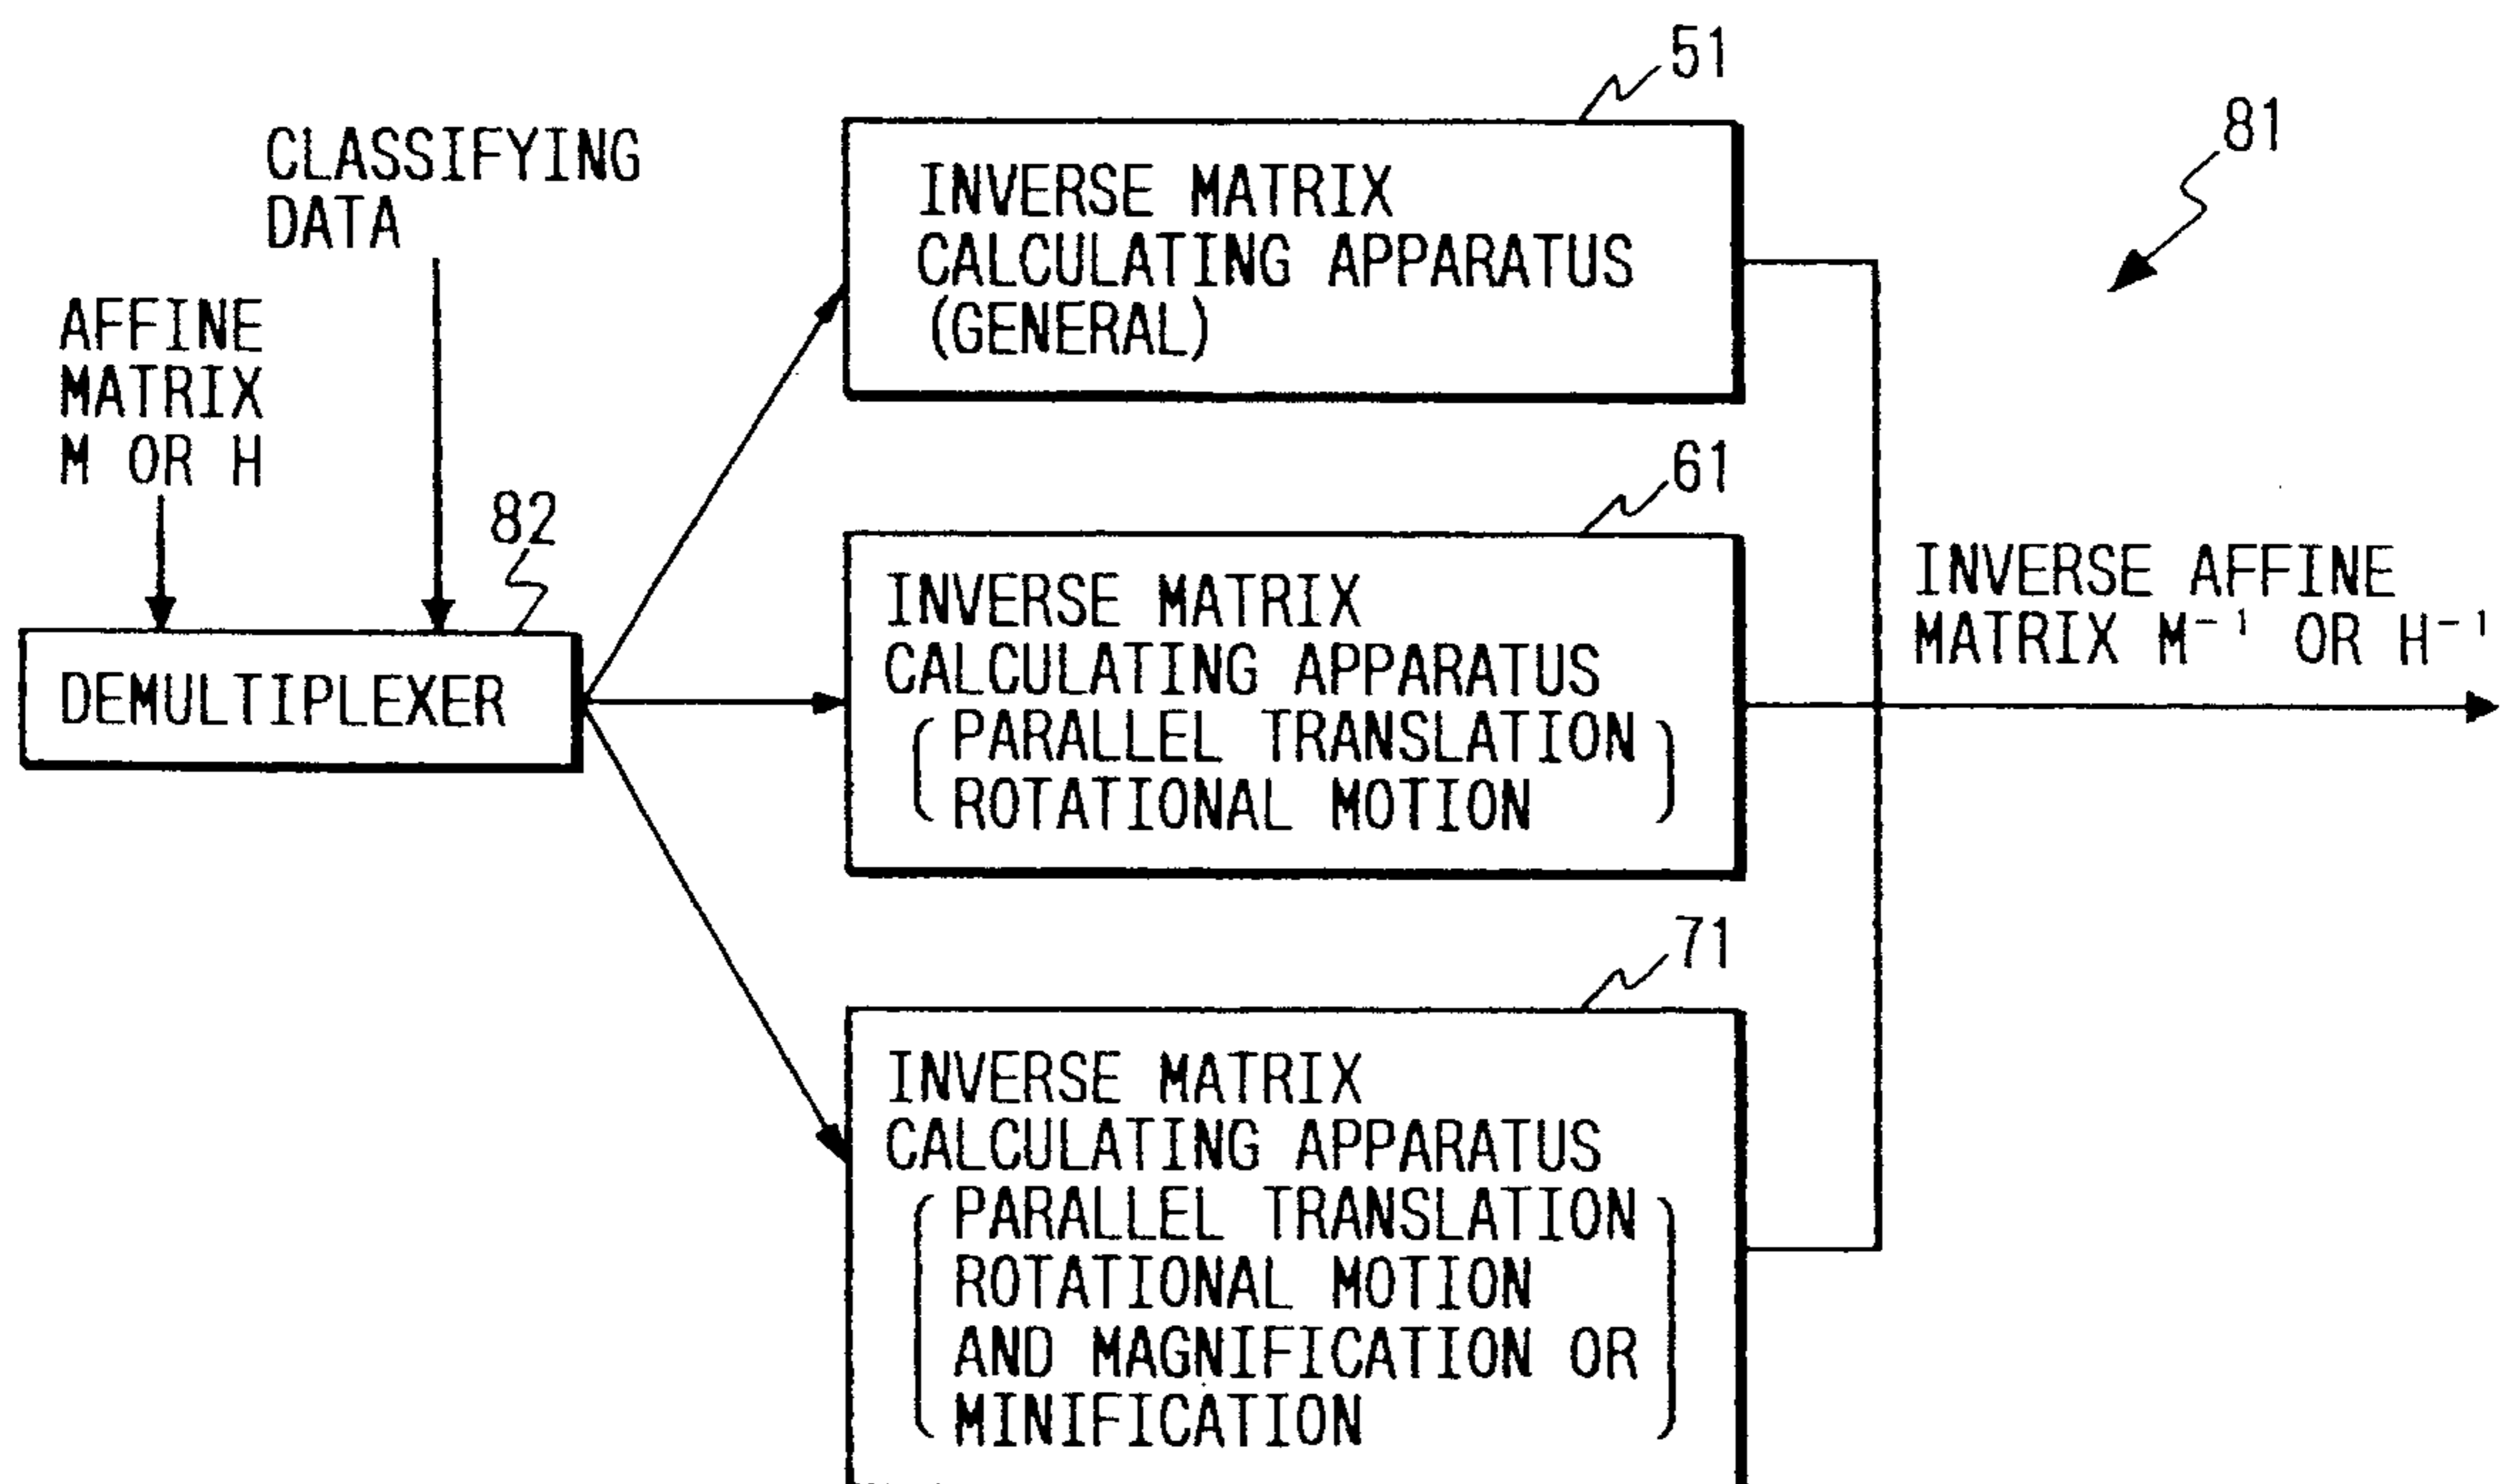 51
81
CLASSIFYING
DATA
INVERSE MATRIX
CALCULATING APPARATUS
(GENERAL)
AFFINE
MATRIX
M OR H
82
61
DEMULTIPLEXER
INVERSE MATRIX
CALCULATING APPARATUS
(PARALLEL TRANSLATION
ROTATIONAL MOTION)
INVERSE AFFINE
MATRIX M⁻¹ OR H⁻¹
71
INVERSE MATRIX
CALCULATING APPARATUS
(PARALLEL TRANSLATION
ROTATIONAL MOTION
AND MAGNIFICATION OR
MINIFICATION)